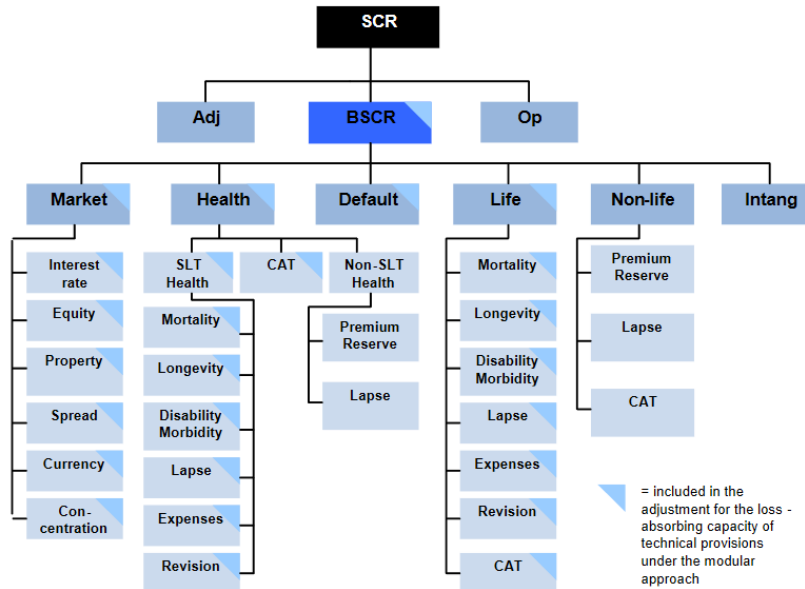 SCR
Adj
BSCR
Op
Market
Health
Default
Life
Non-life
Intang
Interest
rate
Equity
Property
Spread
Currency
Con-
centration
SLT
Health
CAT
Non-SLT
Health
Mortality
Longevity
Disability
Morbidity
Lapse
Expenses
Revision
Premium
Reserve
Lapse
Mortality
Longevity
Disability
Morbidity
Lapse
Expenses
Revision
CAT
Premium
Reserve
Lapse
CAT
= included in the
adjustment for the loss -
absorbing capacity of
technical provisions
under the modular
approach